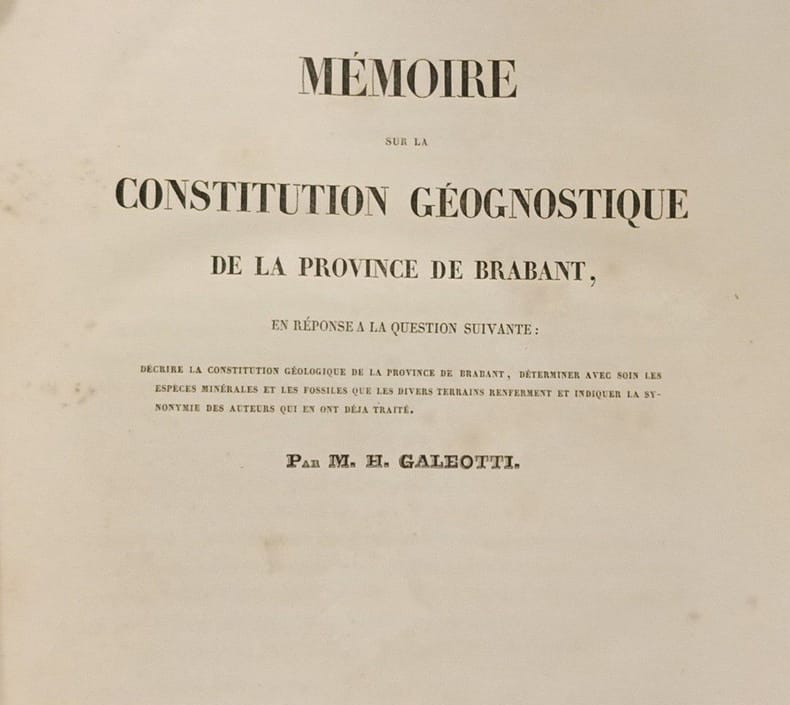 MÉMOIRE
SUR LA
CONSTITUTION GÉOGNOSTIQUE
DE LA PROVINCE DE BRABANT,
EN RÉPONSE A LA QUESTION SUIVANTE :
DÉCRIRE LA CONSTITUTION GÉOLOGIQUE DE LA PROVINCE DE BRABANT, DÉTERMINER AVEC SOIN LES
ESPÈCES MINÉRALES ET LES FOSSILES QUE LES DIVERS TERRAINS RENFERMENT ET INDIQUER LA SY-
NONYMIE DES AUTEURS QUI EN ONT DÉJA TRAITÉ.
PAR M. H. GALEOTTI.